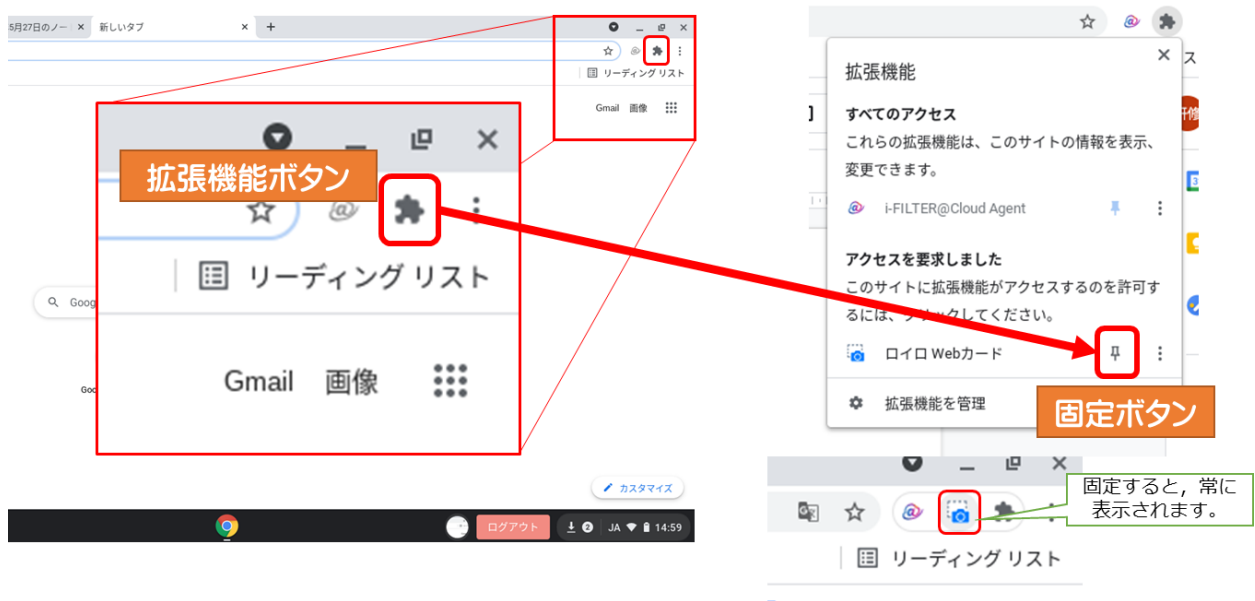 5月27日のノー
新しいタブ
リーディング リスト
Gmail 画像
拡張機能ボタン
リーディング リスト
Gmail 画像
Goog
Goo
カスタマイズ
ログアウト
2 JA 14:59
拡張機能
すべてのアクセス
これらの拡張機能は、このサイトの情報を表示、
変更できます。
i-FILTER@Cloud Agent
アクセスを要求しました
このサイトに拡張機能がアクセスするのを許可す
るには、クリックしてください。
ロイロ Webカード
拡張機能を管理
固定ボタン
ス
固定すると，常に
表示されます。
リーディング リスト